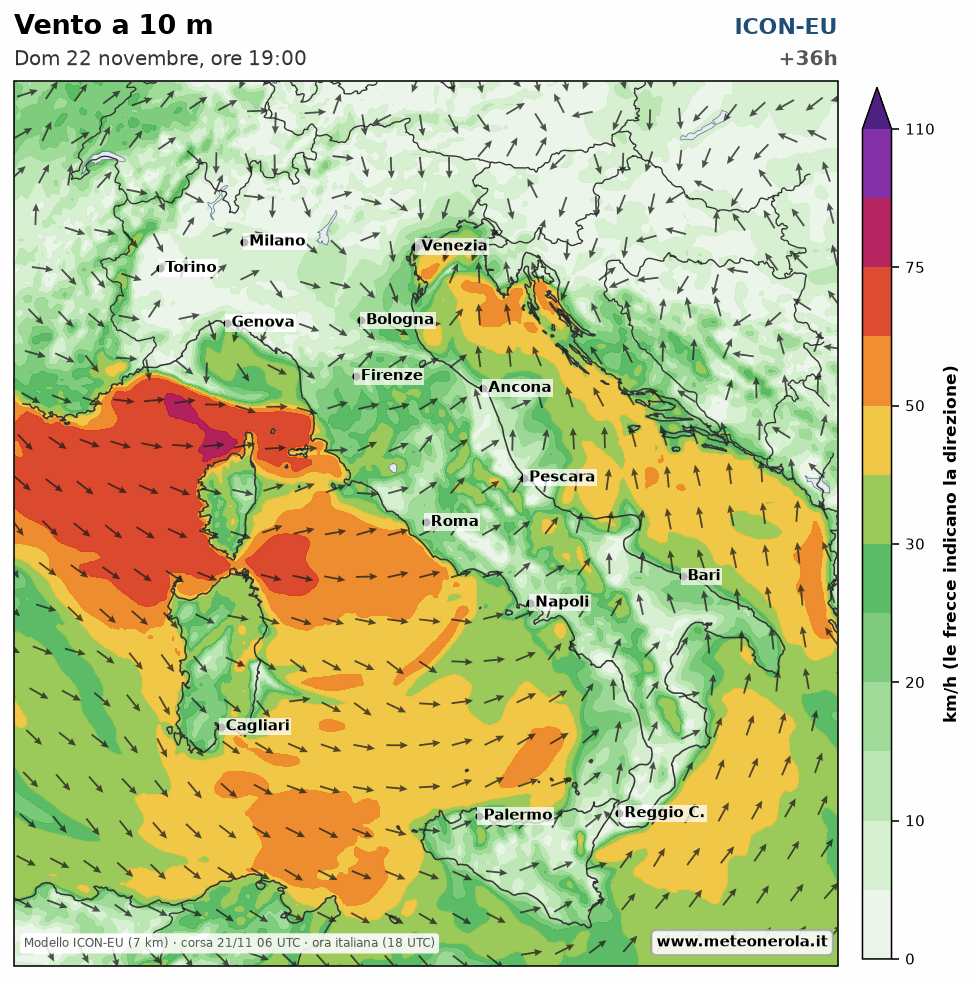 Vento a 10 m
ICON-EU
Dom 22 novembre, ore 19:00
+36h
110
75
50
30
20
10
0
km/h (le frecce indicano la direzione)
Milano
Venezia
Torino
Genova
Bologna
Firenze
Ancona
Pescara
Roma
Bari
Napoli
Cagliari
Palermo
Reggio C.
Modello ICON-EU (7 km) · corsa 21/11 06 UTC · ora italiana (18 UTC)
www.meteonerola.it